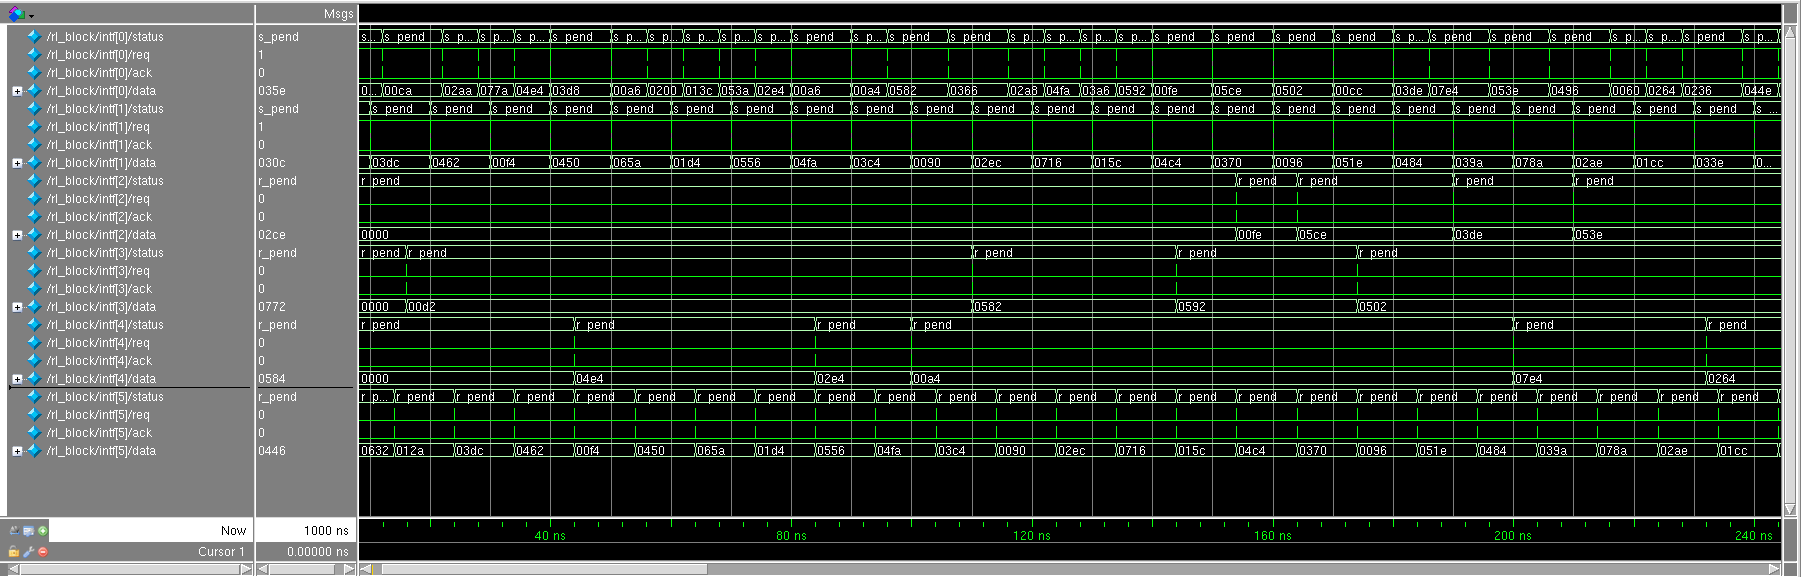 Msgs
/rl_block/intf[0]/status s_pend s... s_pend s_p... s_p... s_p... s_pend s_p... s_p... s_p... s_p... s_pend s_pend s_pend s_pend s_p... s_p... s_p... s_p... s_pend s_pend s_pend s_pend s_p... s_pend s_pend s_pend s_p... s_p... s_pend s_p...
/rl_block/intf[0]/req 1
/rl_block/intf[0]/ack 0
/rl_block/intf[0]/data 035e 0... 00ca 02aa 077a 04e4 03d8 00a6 0200 013c 053a 02e4 00a6 00a4 0582 0366 02a8 04fa 03a6 0592 00fe 05ce 0502 00cc 03de 07e4 053e 0496 0060 0264 0236 044e
/rl_block/intf[1]/status s_pend s_pend s_pend s_pend s_pend s_pend s_pend s_pend s_pend s_pend s_pend s_pend s_pend s_pend s_pend s_pend s_pend s_pend s_pend s_pend s_pend s_pend s_pend s_pend s_...
/rl_block/intf[1]/req 1
/rl_block/intf[1]/ack 0
/rl_block/intf[1]/data 030c 03dc 0462 00f4 0450 065a 01d4 0556 04fa 03c4 0090 02ec 0716 015c 04c4 0370 0096 051e 0484 039a 078a 02ae 01cc 033e 0...
/rl_block/intf[2]/status r_pend r_pend r_pend r_pend r_pend r_pend
/rl_block/intf[2]/req 0
/rl_block/intf[2]/ack 0
/rl_block/intf[2]/data 02ce 0000 00fe 05ce 03de 053e
/rl_block/intf[3]/status r_pend r_pend r_pend r_pend r_pend r_pend
/rl_block/intf[3]/req 0
/rl_block/intf[3]/ack 0
/rl_block/intf[3]/data 0772 0000 00d2 0582 0592 0502
/rl_block/intf[4]/status r_pend r_pend r_pend r_pend r_pend r_pend r_pend
/rl_block/intf[4]/req 0
/rl_block/intf[4]/ack 0
/rl_block/intf[4]/data 0584 0000 04e4 02e4 00a4 07e4 0264
/rl_block/intf[5]/status r_pend r_p... r_pend r_pend r_pend r_pend r_pend r_pend r_pend r_pend r_pend r_pend r_pend r_pend r_pend r_pend r_pend r_pend r_pend r_pend r_pend r_pend r_pend r_pend r_pend
/rl_block/intf[5]/req 0
/rl_block/intf[5]/ack 0
/rl_block/intf[5]/data 0446 0632 012a 03dc 0462 00f4 0450 065a 01d4 0556 04fa 03c4 0090 02ec 0716 015c 04c4 0370 0096 051e 0484 039a 078a 02ae 01cc
Now 1000 ns 40 ns 80 ns 120 ns 160 ns 200 ns 240 ns
Cursor 1 0.00000 ns